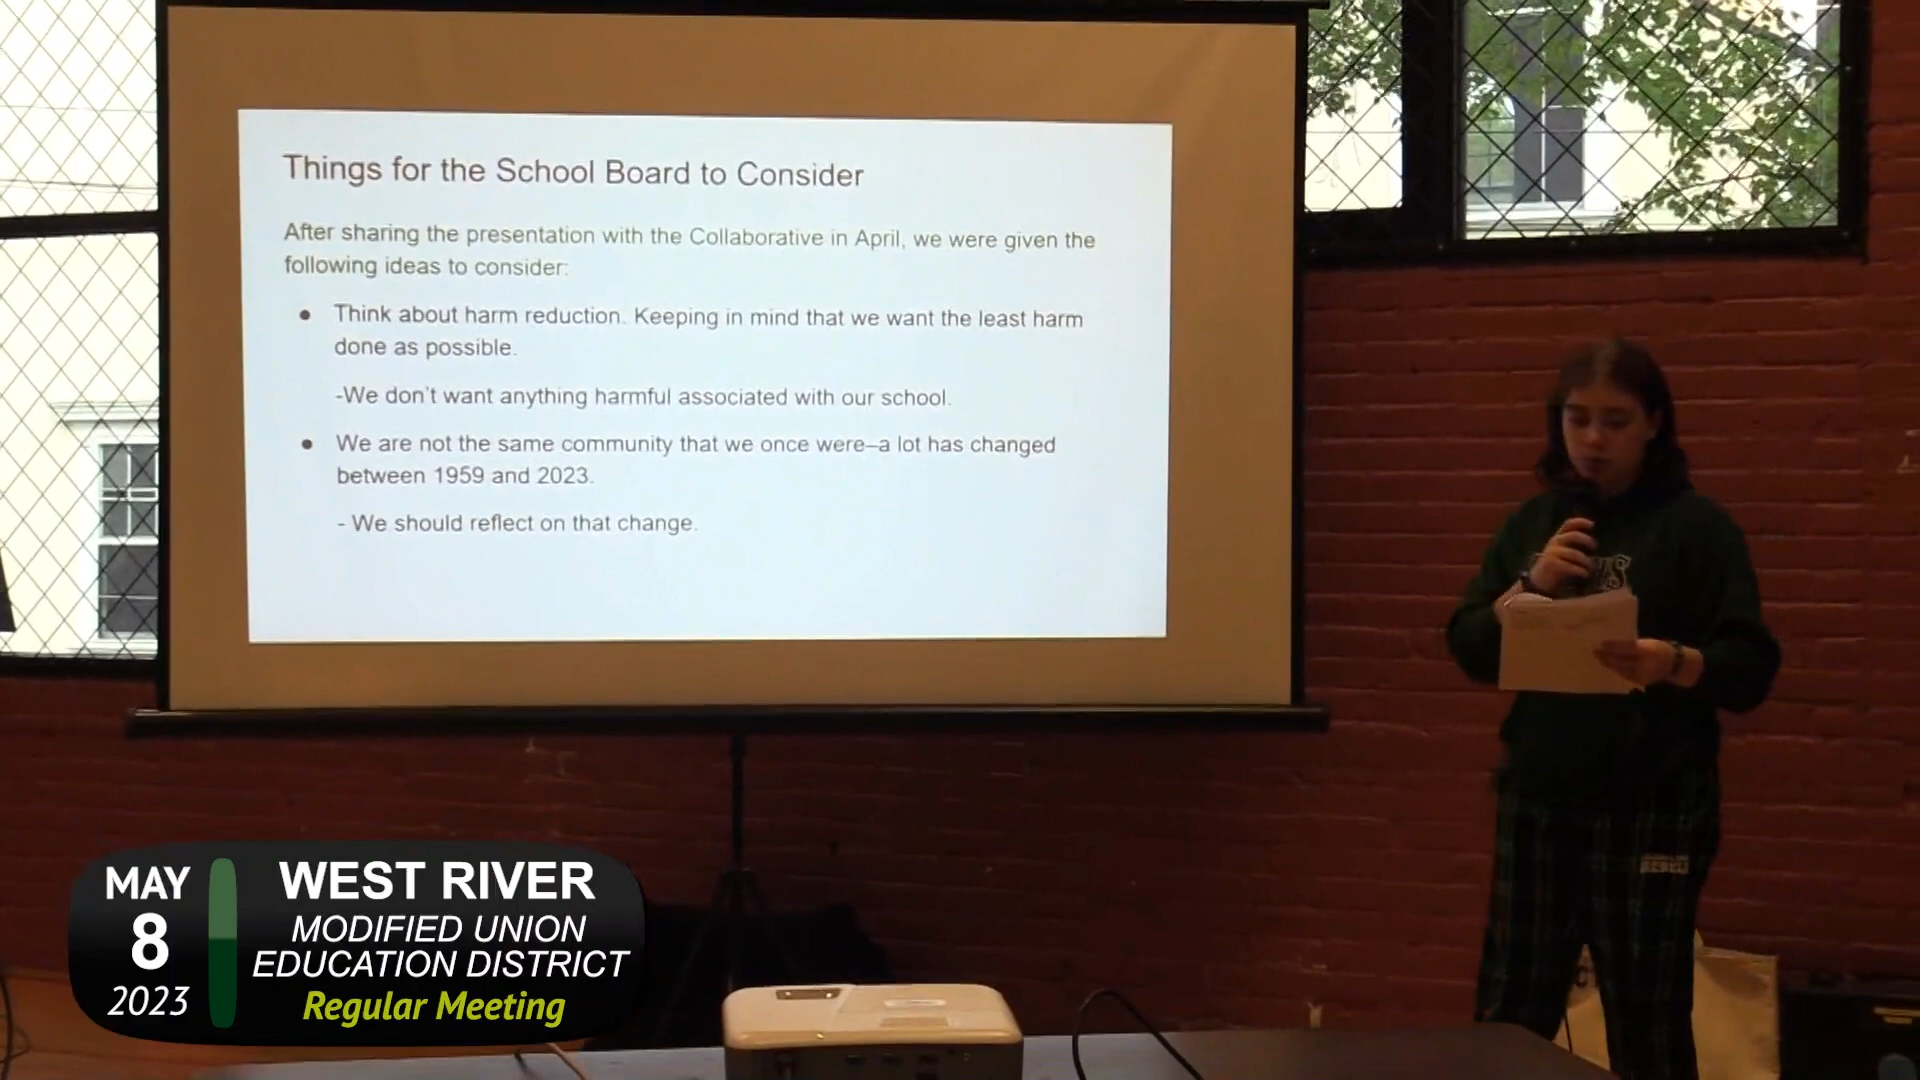 Things for the School Board to Consider
After sharing the presentation with the Collaborative in April, we were given the
following ideas to consider:
● Think about harm reduction. Keeping in mind that we want the least harm
done as possible.
-We don't want anything harmful associated with our school.
● We are not the same community that we once were–a lot has changed
between 1959 and 2023.
- We should reflect on that change.
MAY
8
2023
WEST RIVER
MODIFIED UNION
EDUCATION DISTRICT
Regular Meeting